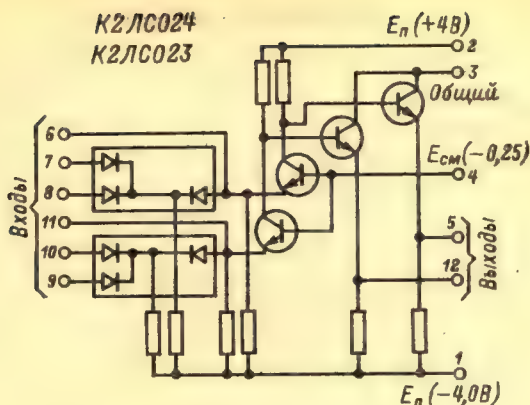 К2ЛС024
К2ЛС023
Eп (+4В)
2
3
Общий
Eсм (-0,25)
4
6
7
8
11
10
9
Входы
5
12
Выходы
1
Eп (-4,0В)